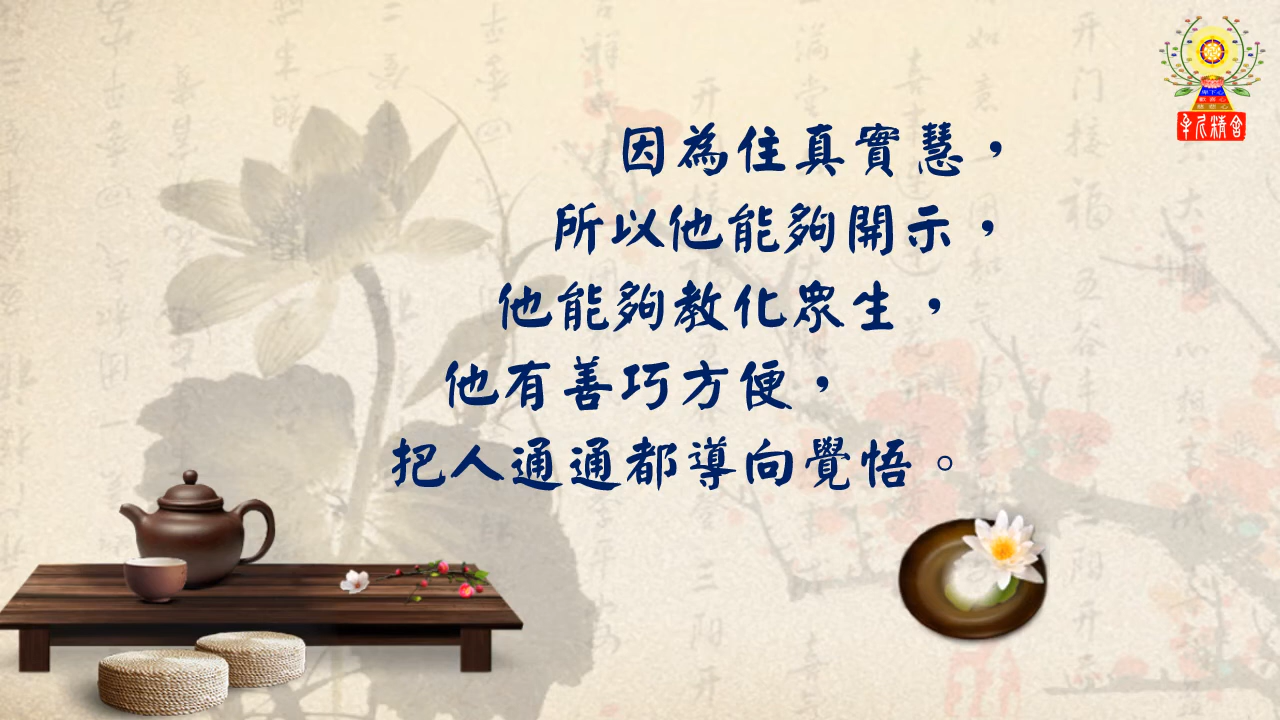 因為住真實慧，
所以他能夠開示，
他能夠教化眾生，
他有善巧方便，
把人通通都導向覺悟。